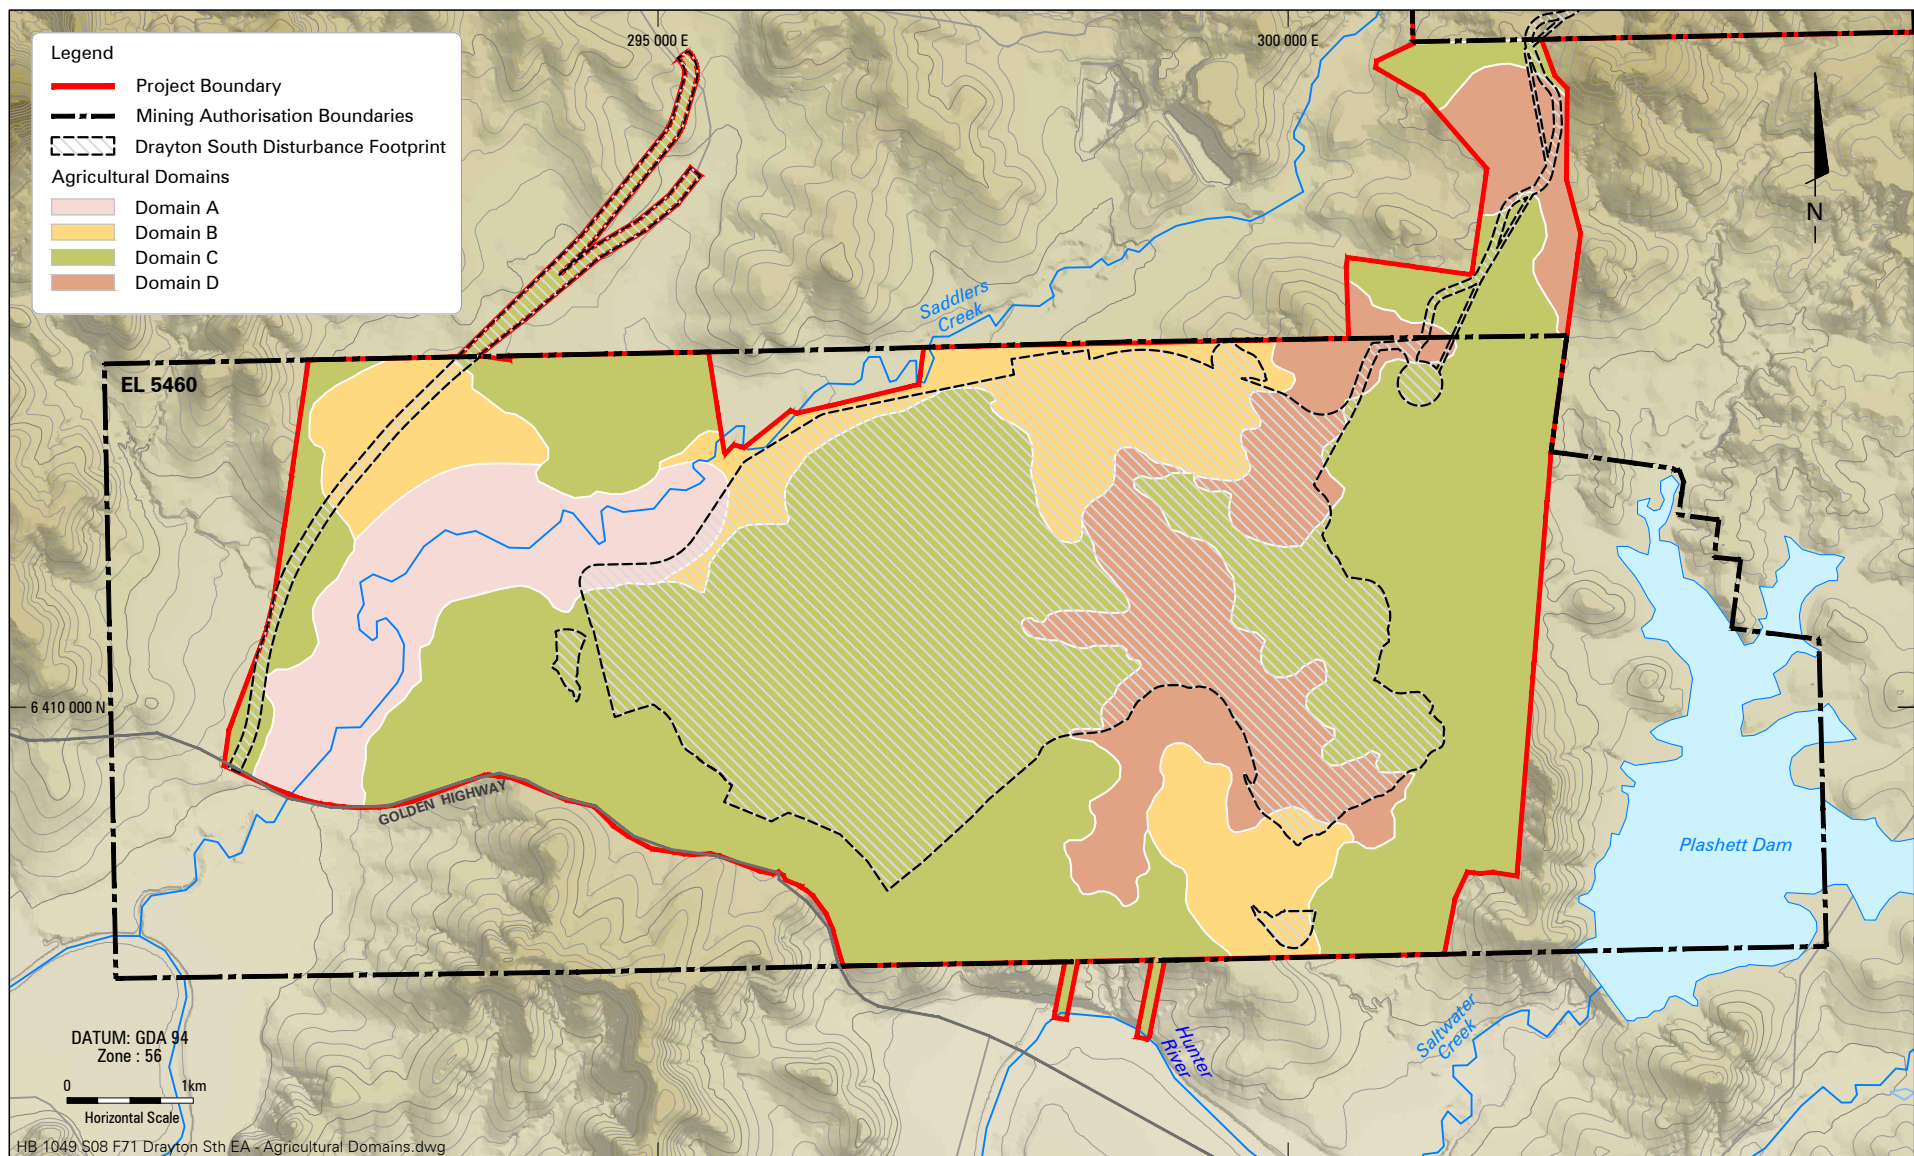 Legend
Project Boundary
Mining Authorisation Boundaries
Drayton South Disturbance Footprint
Agricultural Domains
Domain A
Domain B
Domain C
Domain D
295 000 E
300 000 E
N
Saddlers
Creek
EL 5460
6 410 000 N
GOLDEN HIGHWAY
Plashett Dam
Saltwater
Creek
Hunter
River
DATUM: GDA 94
Zone : 56
0 1km
Horizontal Scale
HB 1049 S08 F71 Drayton Sth EA - Agricultural Domains.dwg